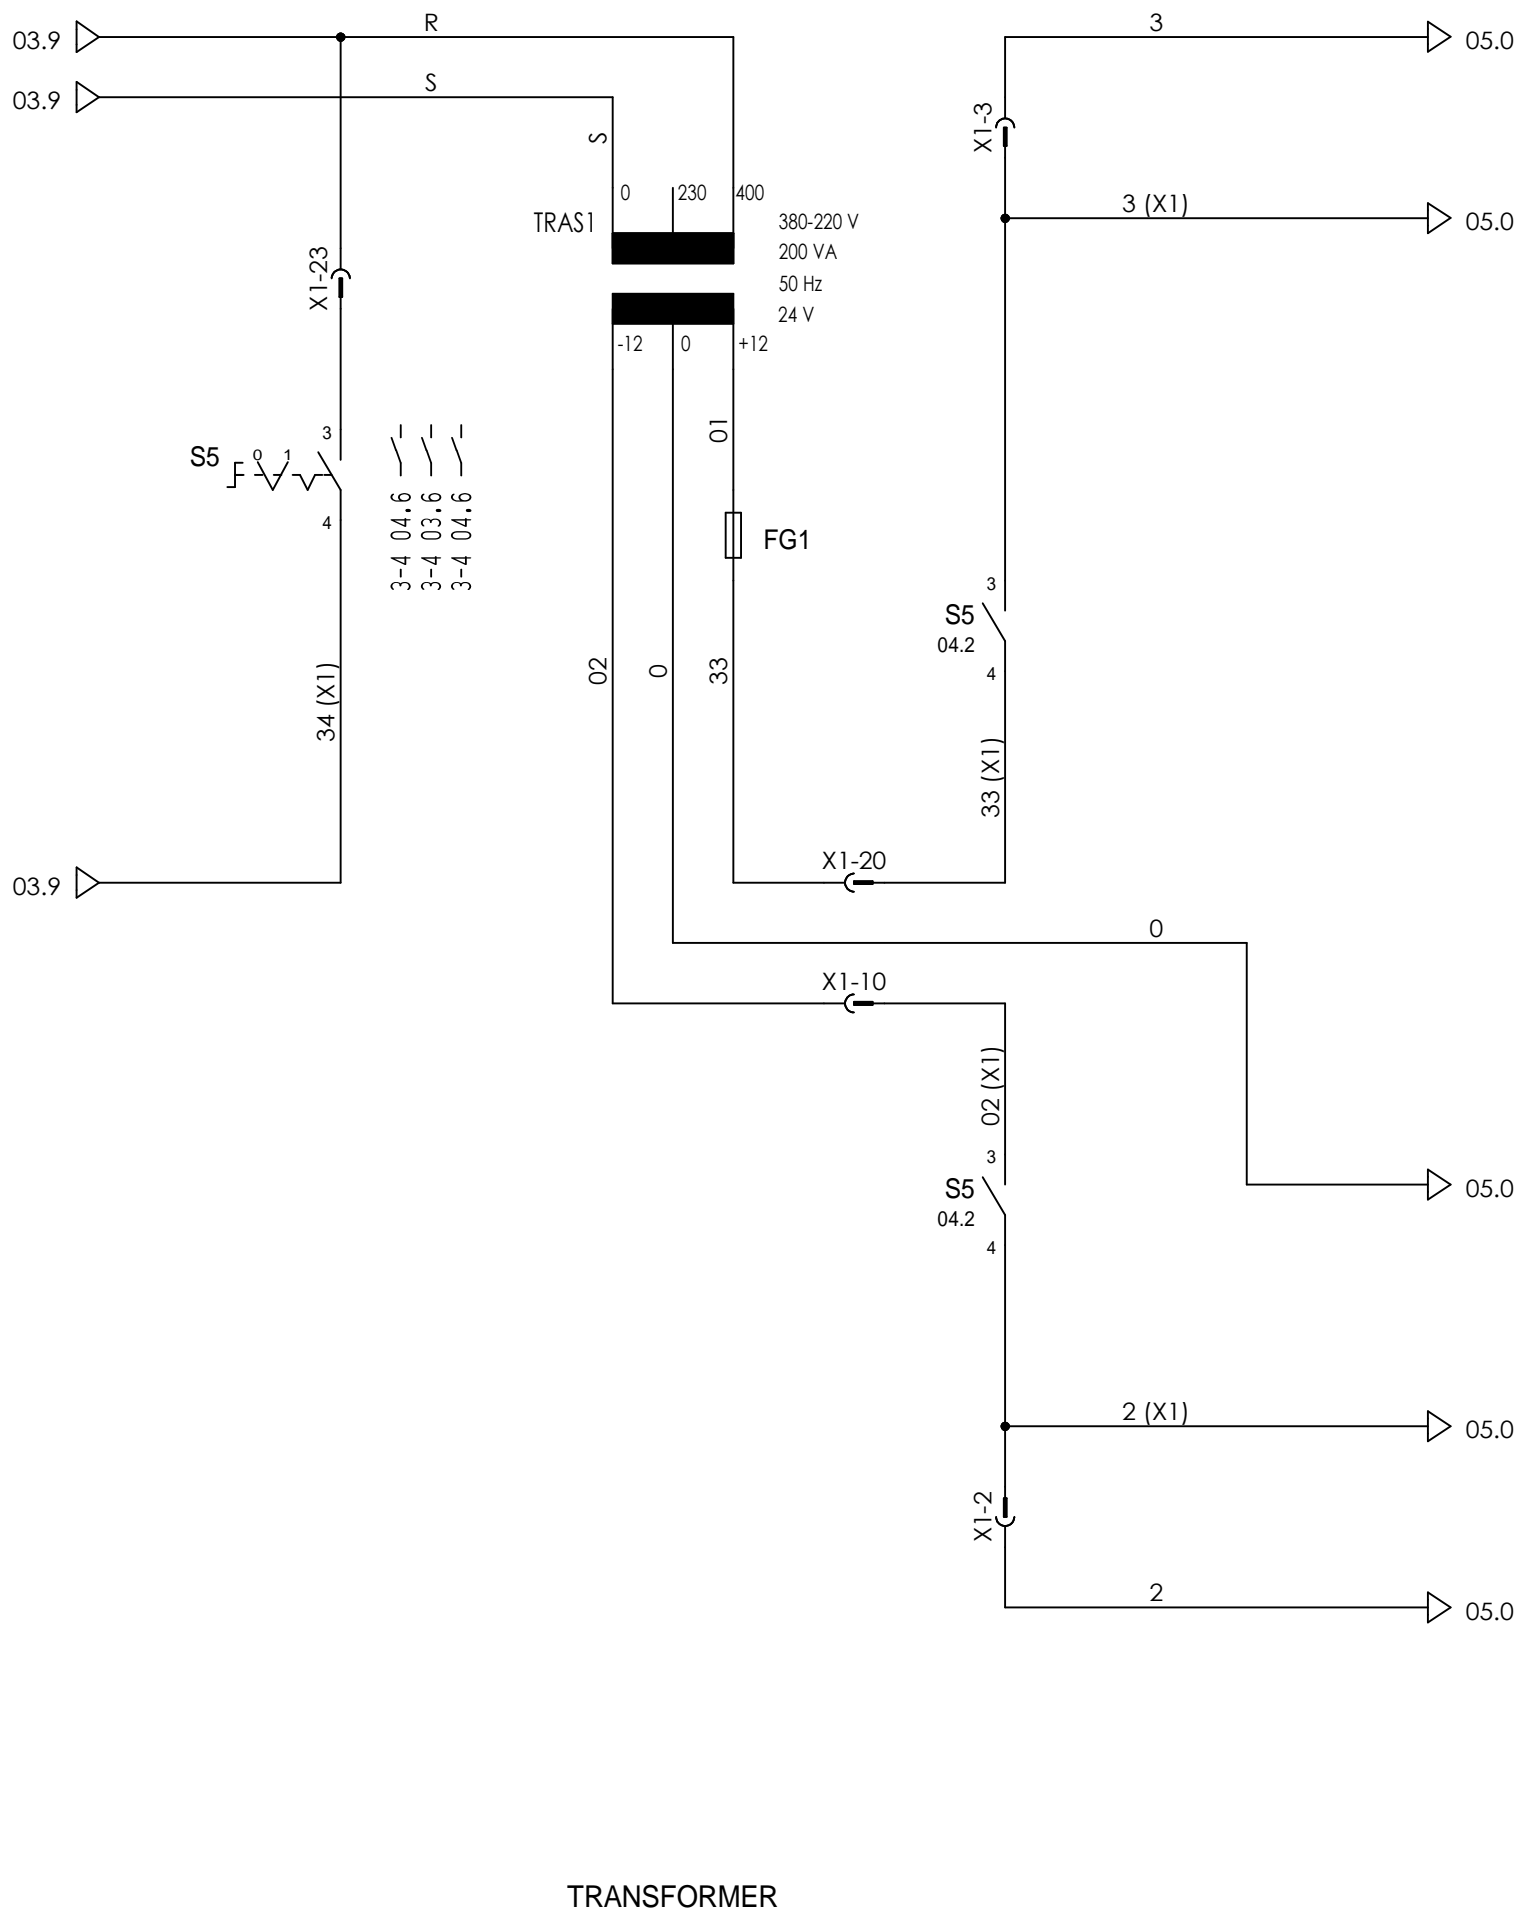 03.9
R
3
05.0
03.9
S
S
X1-3
0
230
400
TRAS1
380-220 V
200 VA
50 Hz
24 V
3 (X1)
05.0
X1-23
-12
0
+12
01
S5
0
1
3
4
3-4 04.6
3-4 03.6
3-4 04.6
FG1
3
S5
04.2
4
34 (X1)
02
0
33
33 (X1)
X1-20
03.9
0
X1-10
02 (X1)
3
S5
04.2
4
05.0
2 (X1)
05.0
X1-2
2
05.0
TRANSFORMER